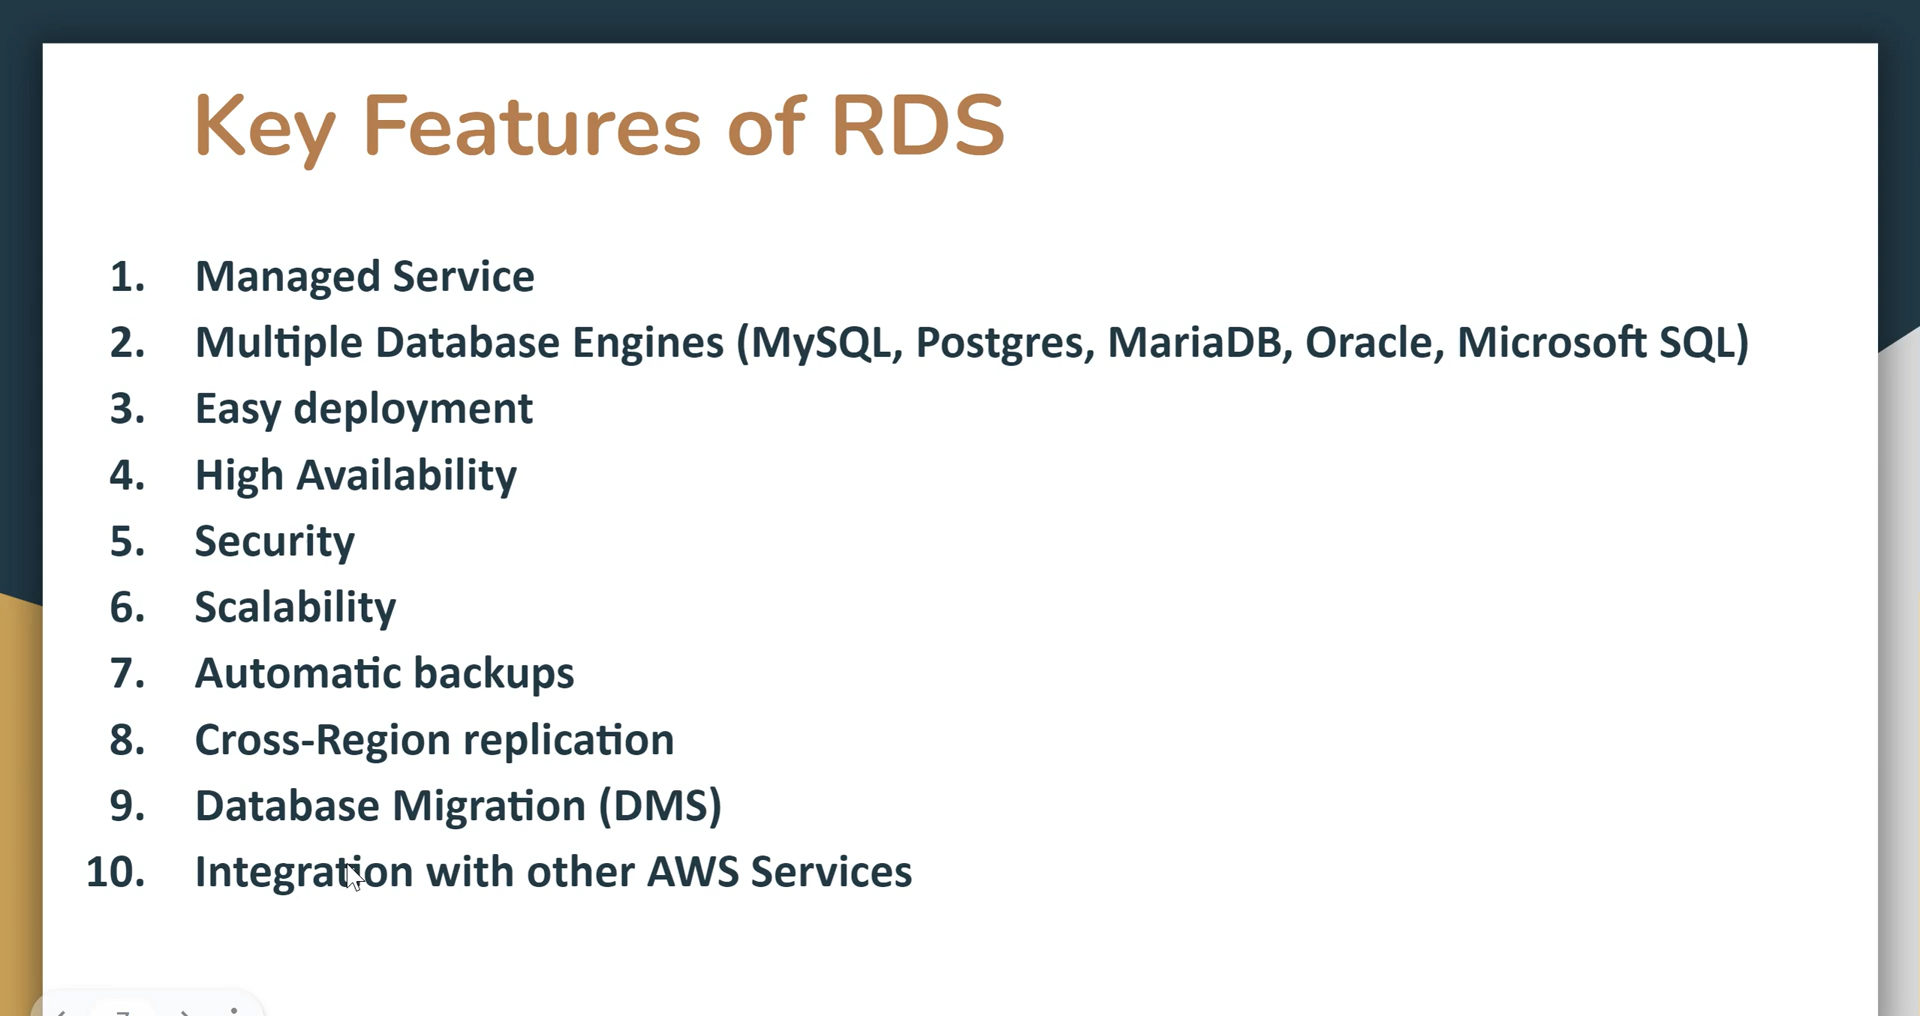 Key Features of RDS
1. Managed Service
2. Multiple Database Engines (MySQL, Postgres, MariaDB, Oracle, Microsoft SQL)
3. Easy deployment
4. High Availability
5. Security
6. Scalability
7. Automatic backups
8. Cross-Region replication
9. Database Migration (DMS)
10. Integration with other AWS Services